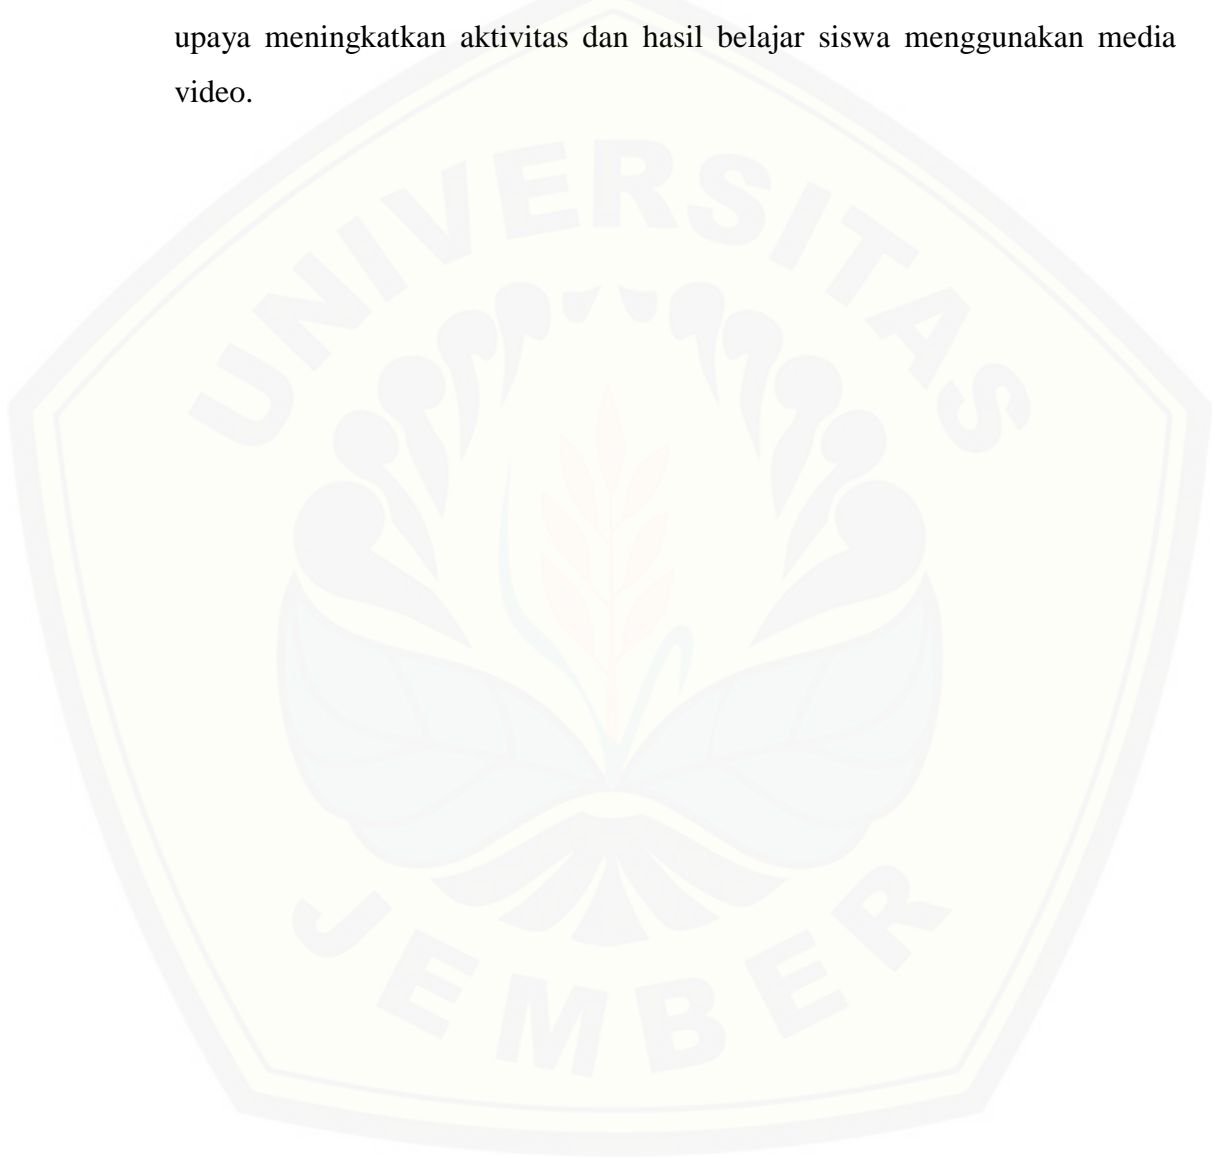 upaya meningkatkan aktivitas dan hasil belajar siswa menggunakan media
video.
UNIVERSITAS
JEMBER